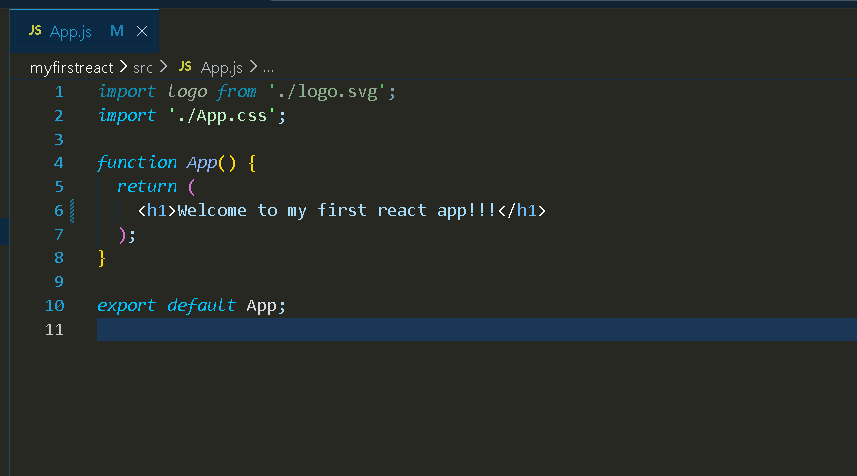 JS App.js M
myfirstreact > src > JS App.js > ...
1 import logo from './logo.svg';
2 import './App.css';
3
4 function App() {
5 return (
6 <h1>Welcome to my first react app!!!</h1>
7 );
8 }
9
10 export default App;
11